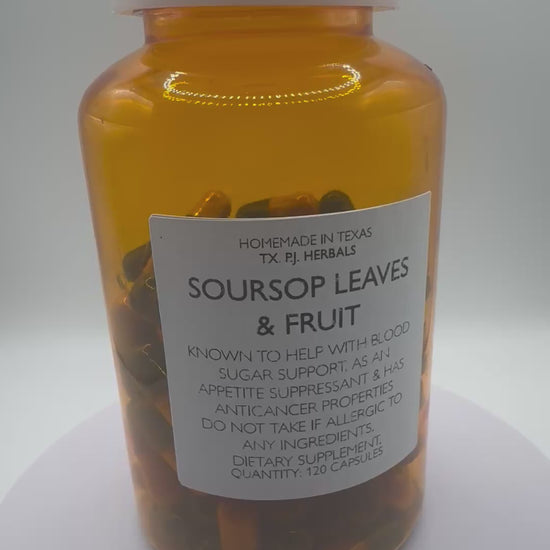 HOMEMADE IN TEXAS
TX. P.J. HERBALS
SOURSOP LEAVES
& FRUIT
KNOWN TO HELP WITH BLOOD
SUGAR SUPPORT, AS AN
APPETITE SUPPRESSANT & HAS
ANTICANCER PROPERTIES
DO NOT TAKE IF ALLERGIC TO
ANY INGREDIENTS.
DIETARY SUPPLEMENT.
QUANTITY: 120 CAPSULES